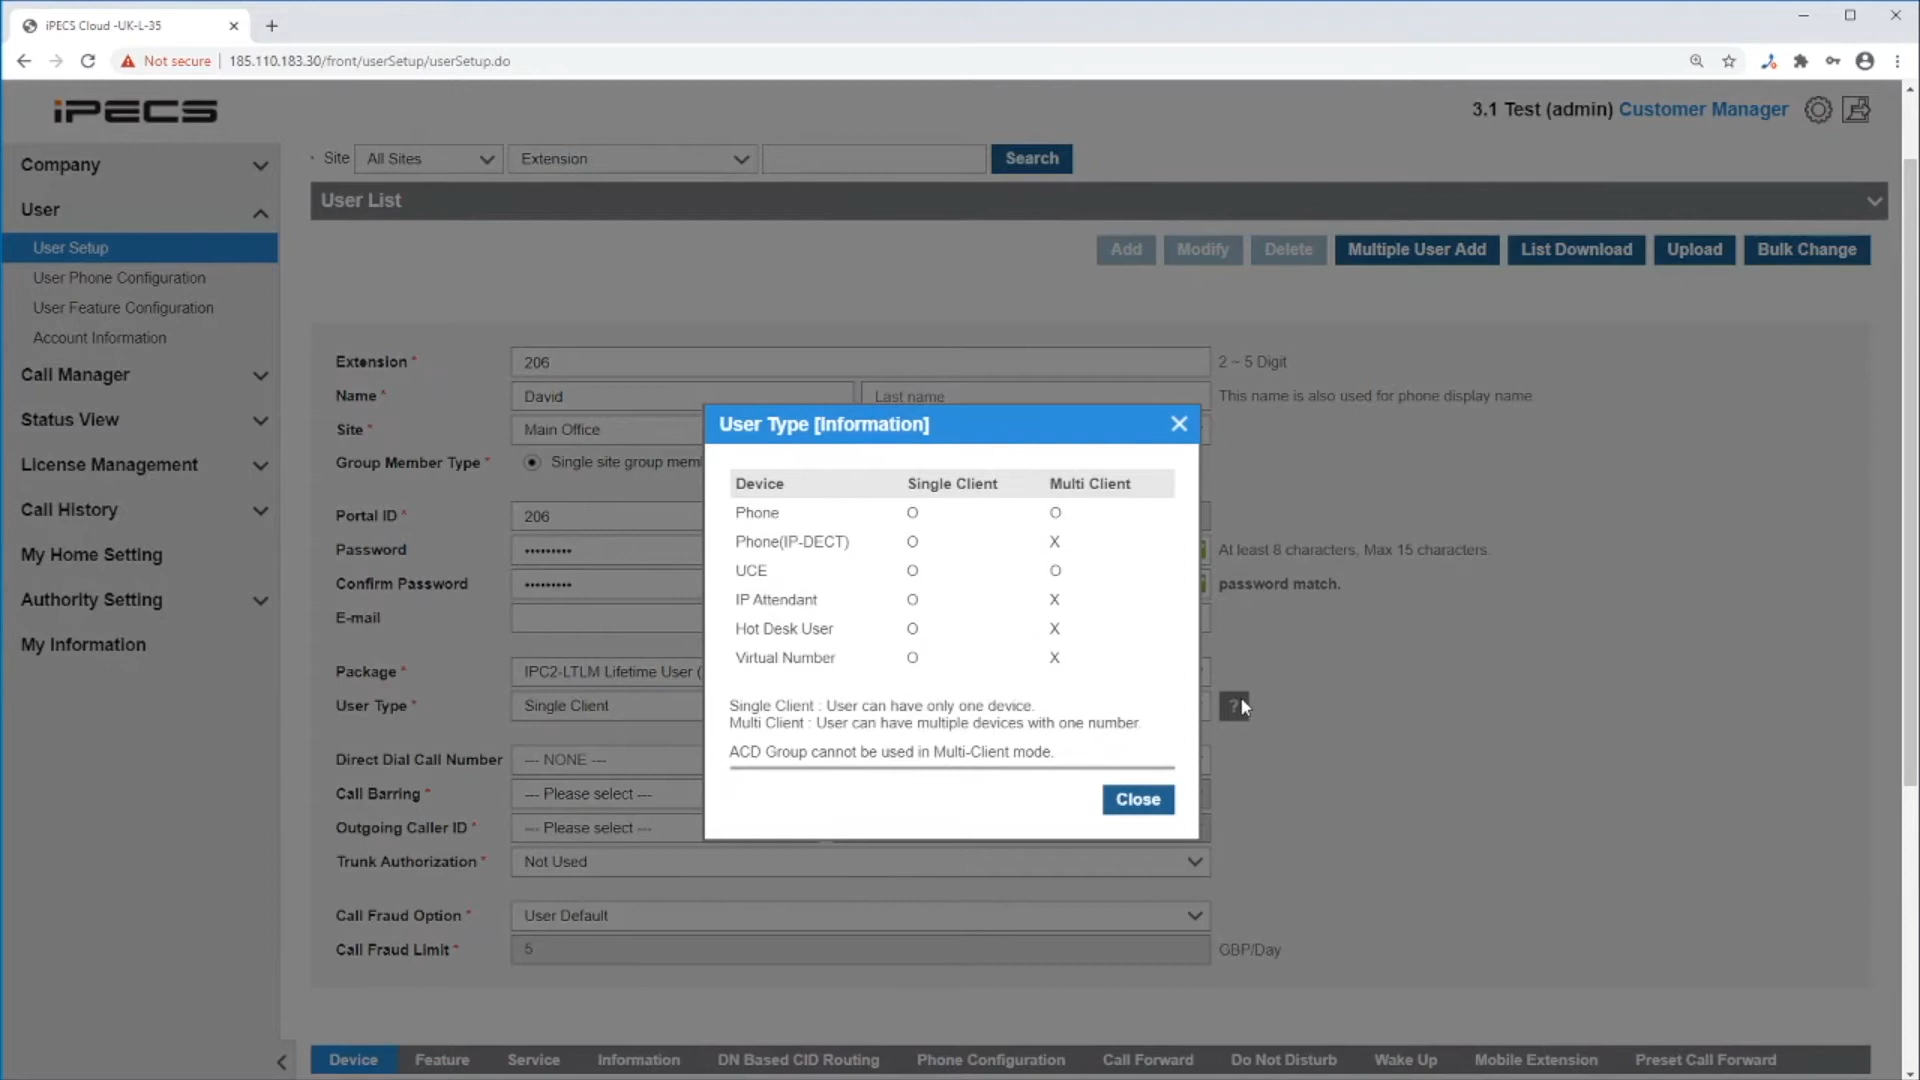 iPECS Cloud -UK-L-35
Not secure 185.110.183.30/front/userSetup/userSetup.do
iPECS
3.1 Test (admin) Customer Manager
Company
User
User Setup
User Phone Configuration
User Feature Configuration
Account Information
Call Manager
Status View
License Management
Call History
My Home Setting
Authority Setting
My Information
Site All Sites Extension Search
User List
Add Modify Delete Multiple User Add List Download Upload Bulk Change
Extension * 206 2 ~ 5 Digit
Name * David Last name This name is also used for phone display name
Site * Main Office
Group Member Type * Single site group mem
Portal ID * 206
Password ••••••••• At least 8 characters, Max 15 characters.
Confirm Password ••••••••• password match.
E-mail
Package * IPC2-LTLM Lifetime User (
User Type * Single Client ?
Direct Dial Call Number --- NONE ---
Call Barring * --- Please select ---
Outgoing Caller ID * --- Please select ---
Trunk Authorization * Not Used
Call Fraud Option * User Default
Call Fraud Limit * 5 GBP/Day
User Type [Information]
Device Single Client Multi Client
Phone O O
Phone(IP-DECT) O X
UCE O O
IP Attendant O X
Hot Desk User O X
Virtual Number O X
Single Client : User can have only one device.
Multi Client : User can have multiple devices with one number.
ACD Group cannot be used in Multi-Client mode.
Close
Device Feature Service Information DN Based CID Routing Phone Configuration Call Forward Do Not Disturb Wake Up Mobile Extension Preset Call Forward